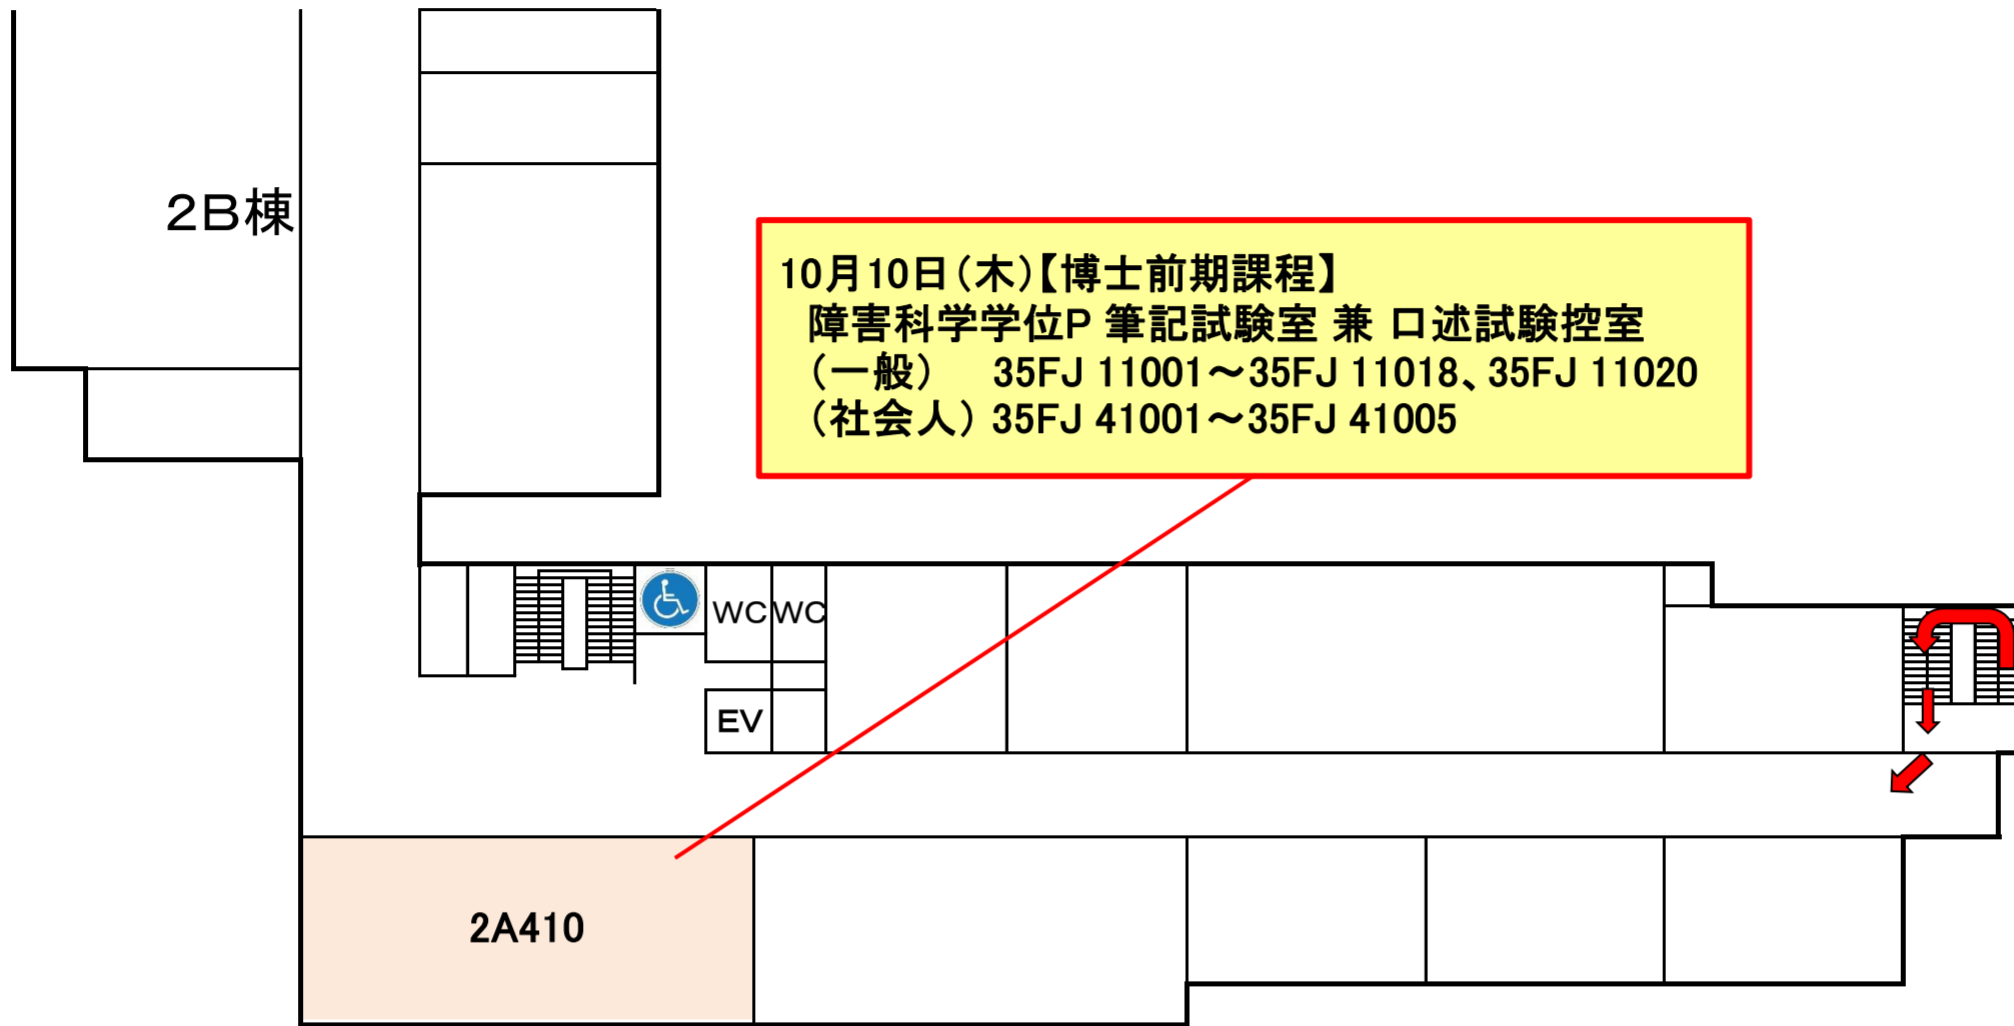 2B棟
10月10日（木）【博士前期課程】
障害科学学位P 筆記試験室 兼 口述試験控室
（一般）　35FJ 11001～35FJ 11018、35FJ 11020
（社会人）35FJ 41001～35FJ 41005
WC WC
EV
2A410